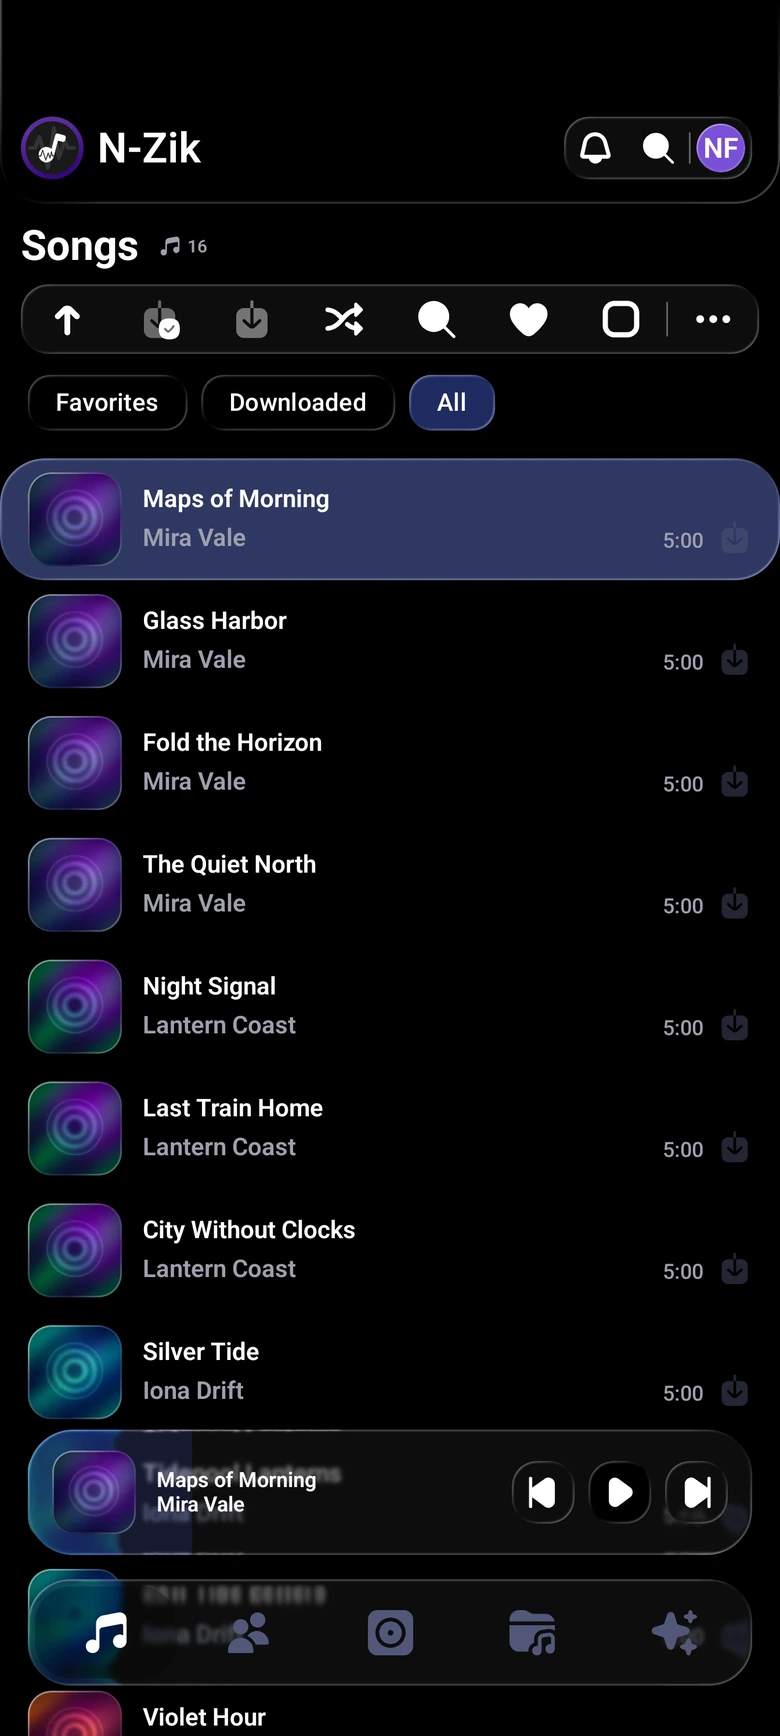 N-Zik
NF
Songs
16
Favorites
Downloaded
All
Maps of Morning
Mira Vale
5:00
Glass Harbor
Mira Vale
5:00
Fold the Horizon
Mira Vale
5:00
The Quiet North
Mira Vale
5:00
Night Signal
Lantern Coast
5:00
Last Train Home
Lantern Coast
5:00
City Without Clocks
Lantern Coast
5:00
Silver Tide
Iona Drift
5:00
Maps of Morning
Mira Vale
Violet Hour